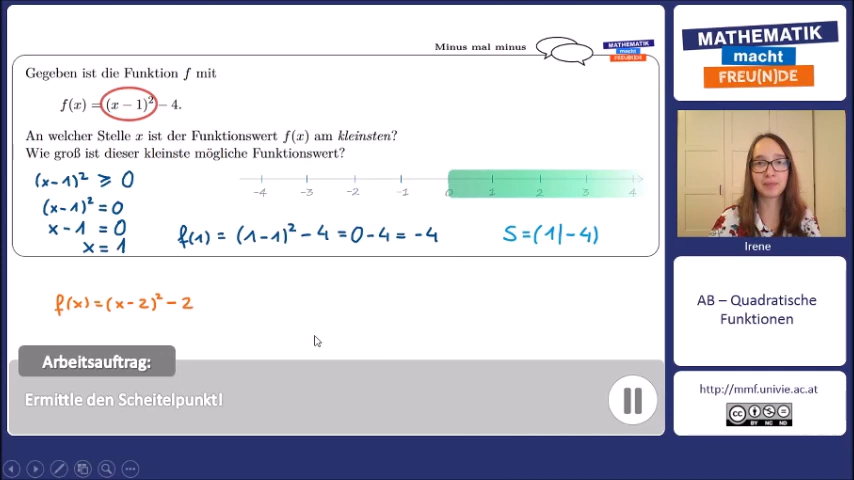 Minus mal minus
MATHEMATIK
macht
FREU(N)DE
Gegeben ist die Funktion f mit
f(x) = (x − 1)² − 4.
An welcher Stelle x ist der Funktionswert f(x) am kleinsten?
Wie groß ist dieser kleinste mögliche Funktionswert?
(x-1)² ⩾ 0
-4 -3 -2 -1 0 1 2 3 4
(x-1)² = 0
x - 1 = 0
x = 1
f(1) = (1-1)² - 4 = 0 - 4 = -4
S = (1|-4)
f(x) = (x-2)² - 2
Arbeitsauftrag:
Ermittle den Scheitelpunkt!
MATHEMATIK
macht
FREU(N)DE
Irene
AB – Quadratische
Funktionen
http://mmf.univie.ac.at
cc
BY NC ND